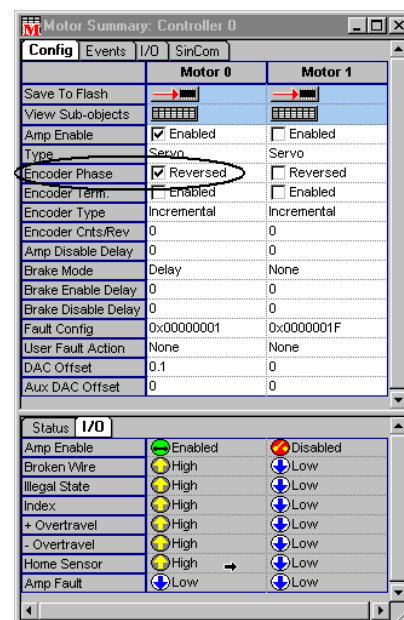 Motor Summary: Controller 0
Config Events I/O SinCom
Motor 0 Motor 1
Save To Flash
View Sub-objects
Amp Enable Enabled Enabled
Type Servo Servo
Encoder Phase Reversed Reversed
Encoder Term. Enabled Enabled
Encoder Type Incremental Incremental
Encoder Cnts/Rev 0 0
Amp Disable Delay 0 0
Brake Mode Delay None
Brake Enable Delay 0 0
Brake Disable Delay 0 0
Fault Config 0x00000001 0x0000001F
User Fault Action None None
DAC Offset 0.1 0
Aux DAC Offset 0 0
Status I/O
Amp Enable Enabled Disabled
Broken Wire High Low
Illegal State High Low
Index High Low
+ Overtravel High Low
- Overtravel High Low
Home Sensor High Low
Amp Fault Low Low